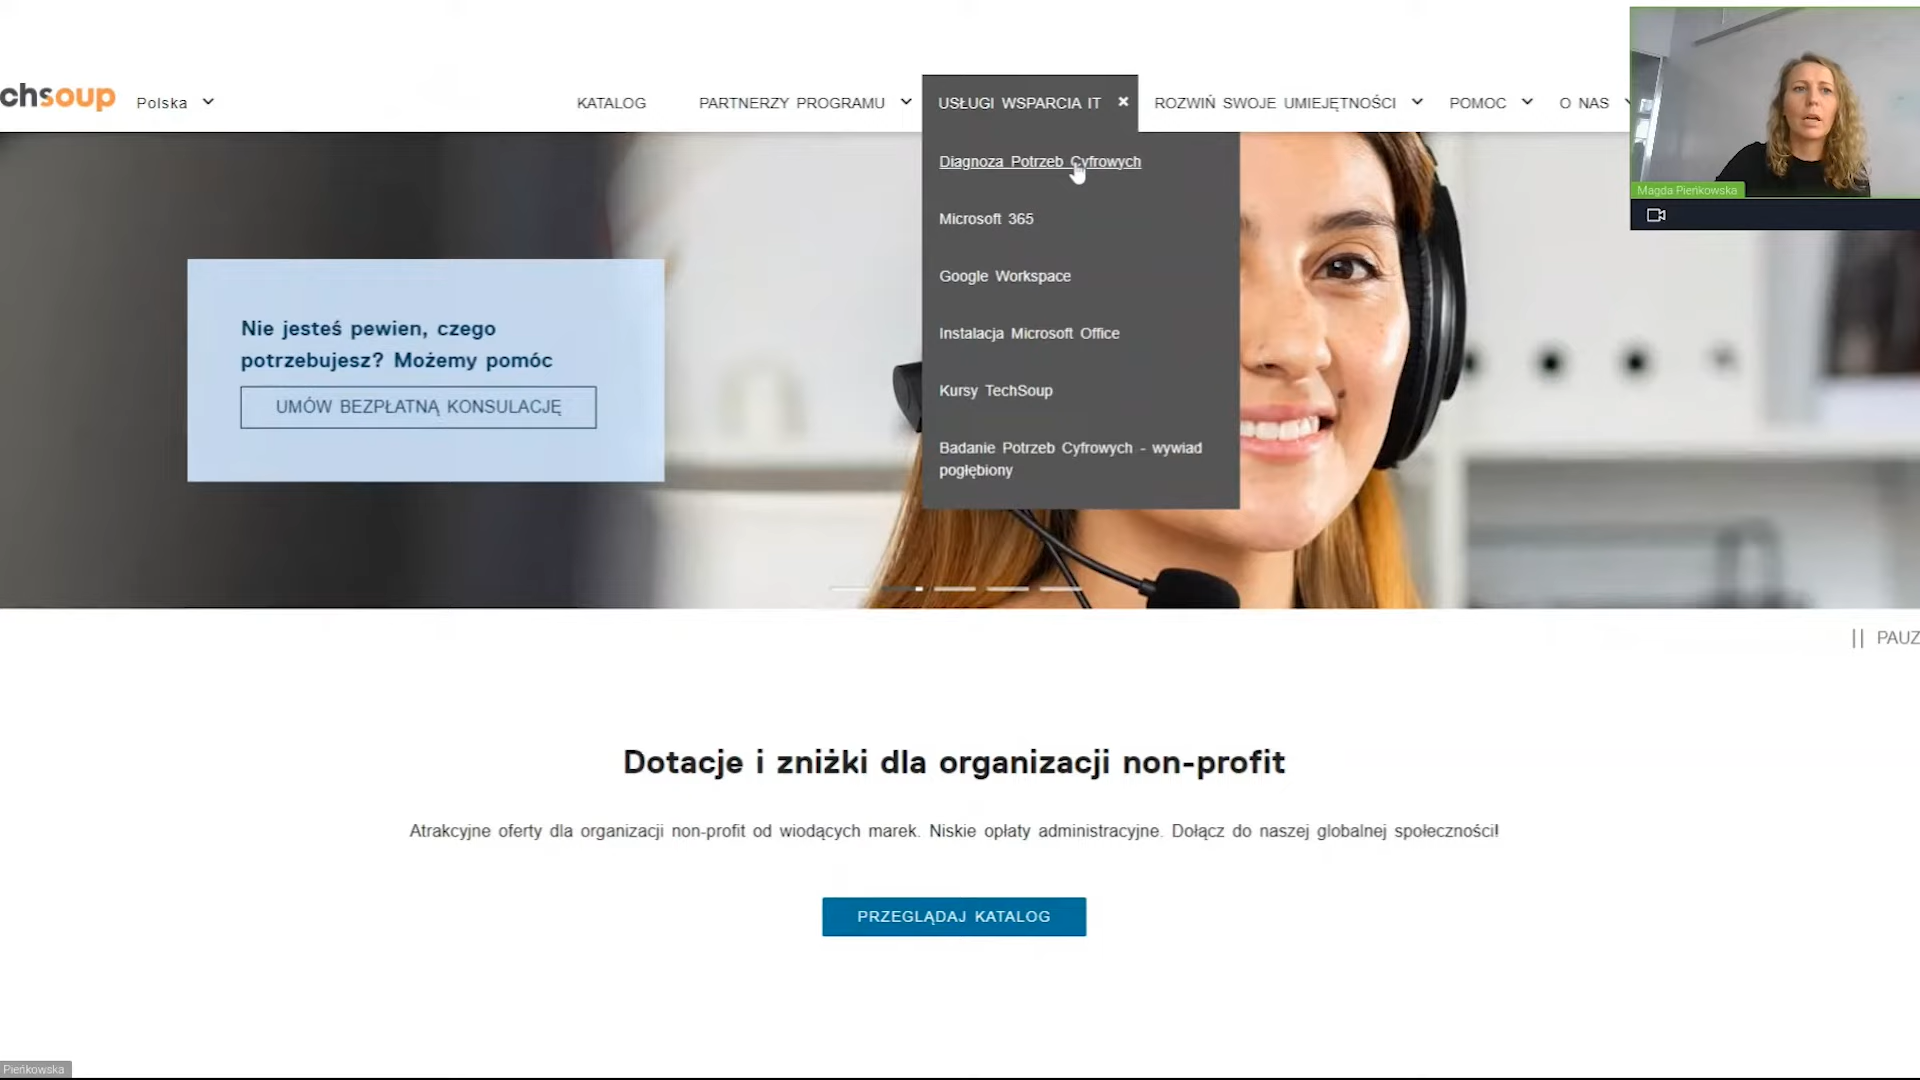 chsoup
Polska
KATALOG
PARTNERZY PROGRAMU
USŁUGI WSPARCIA IT
ROZWIŃ SWOJE UMIEJĘTNOŚCI
POMOC
O NAS
Magda Pieńkowska
Diagnoza Potrzeb Cyfrowych
Microsoft 365
Google Workspace
Instalacja Microsoft Office
Kursy TechSoup
Badanie Potrzeb Cyfrowych - wywiad
pogłębiony
Nie jesteś pewien, czego
potrzebujesz? Możemy pomóc
UMÓW BEZPŁATNĄ KONSULACJĘ
PAUZ
Dotacje i zniżki dla organizacji non-profit
Atrakcyjne oferty dla organizacji non-profit od wiodących marek. Niskie opłaty administracyjne. Dołącz do naszej globalnej społeczności!
PRZEGLĄDAJ KATALOG
Pieńkowska